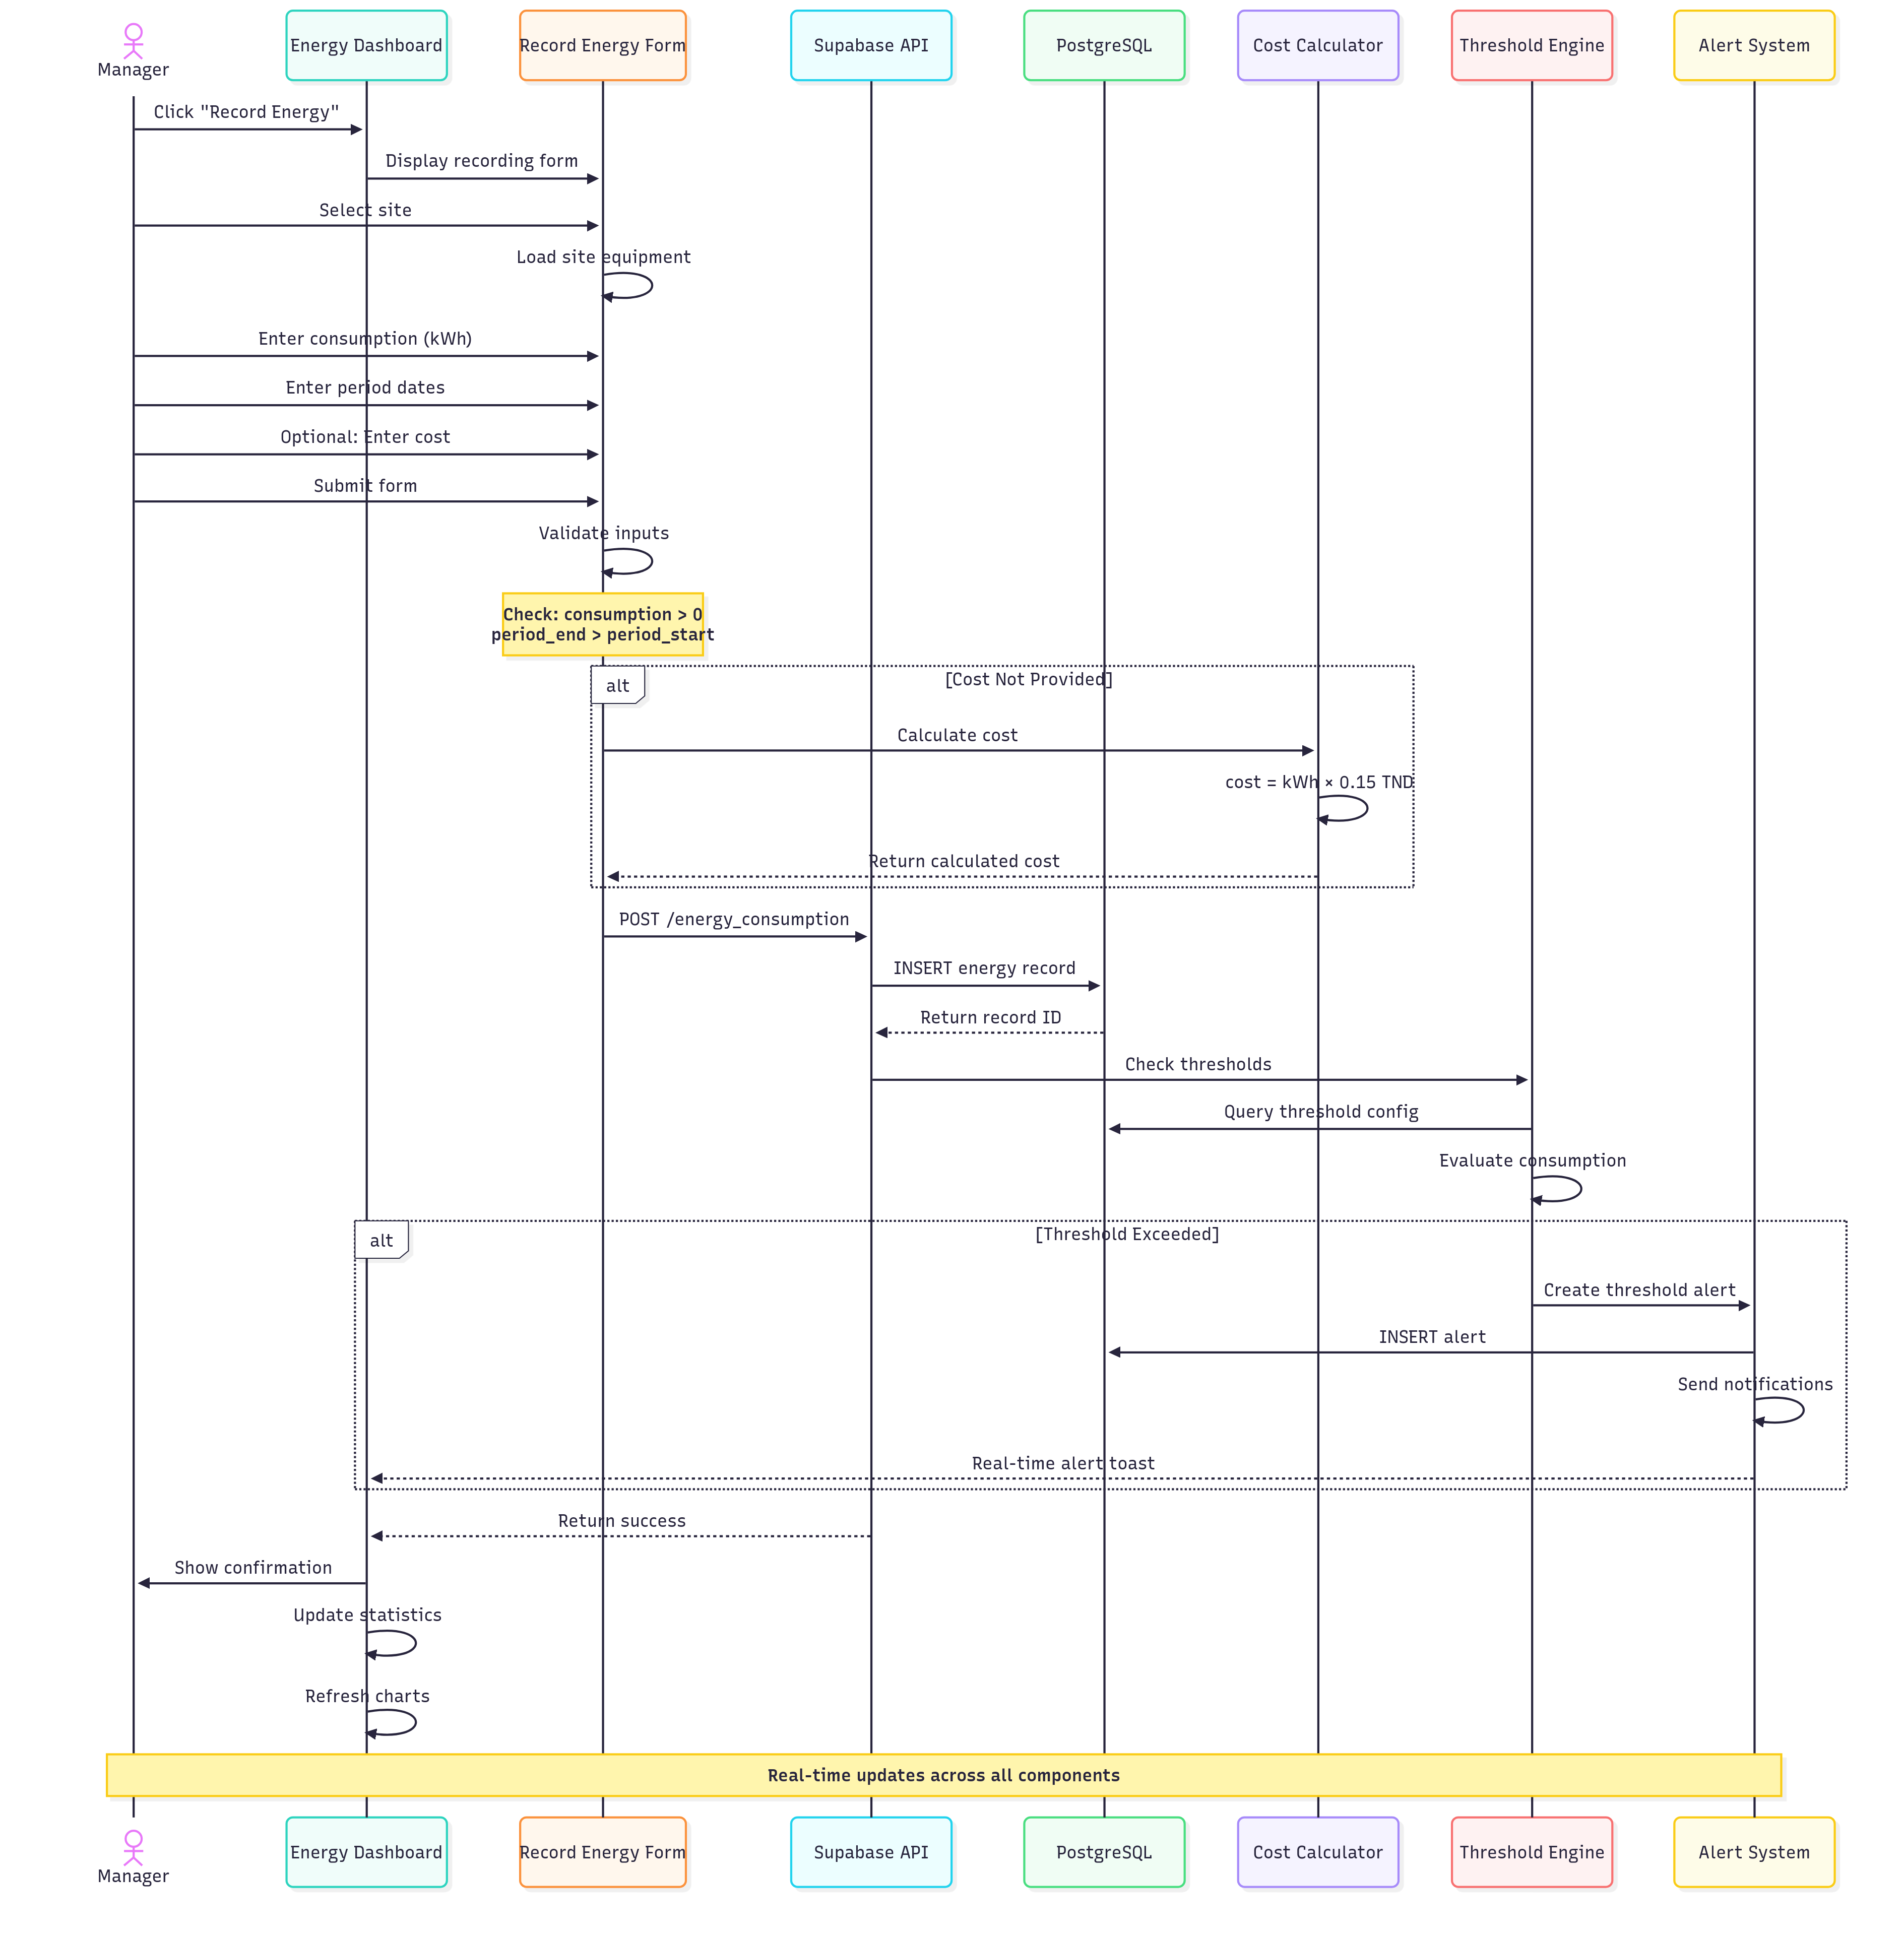 Manager
Energy Dashboard
Record Energy Form
Supabase API
PostgreSQL
Cost Calculator
Threshold Engine
Alert System
Click "Record Energy"
Display recording form
Select site
Load site equipment
Enter consumption (kWh)
Enter period dates
Optional: Enter cost
Submit form
Validate inputs
Check: consumption > 0
period_end > period_start
alt
[Cost Not Provided]
Calculate cost
cost = kWh × 0.15 TND
Return calculated cost
POST /energy_consumption
INSERT energy record
Return record ID
Check thresholds
Query threshold config
Evaluate consumption
alt
[Threshold Exceeded]
Create threshold alert
INSERT alert
Send notifications
Real-time alert toast
Return success
Show confirmation
Update statistics
Refresh charts
Real-time updates across all components
Manager
Energy Dashboard
Record Energy Form
Supabase API
PostgreSQL
Cost Calculator
Threshold Engine
Alert System